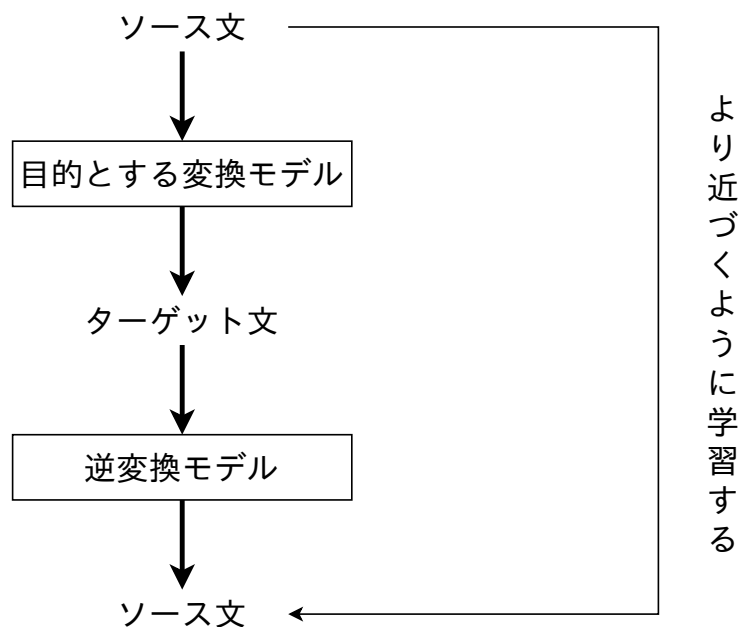 ソース文
目的とする変換モデル
ターゲット文
逆変換モデル
ソース文
より近づくように学習する